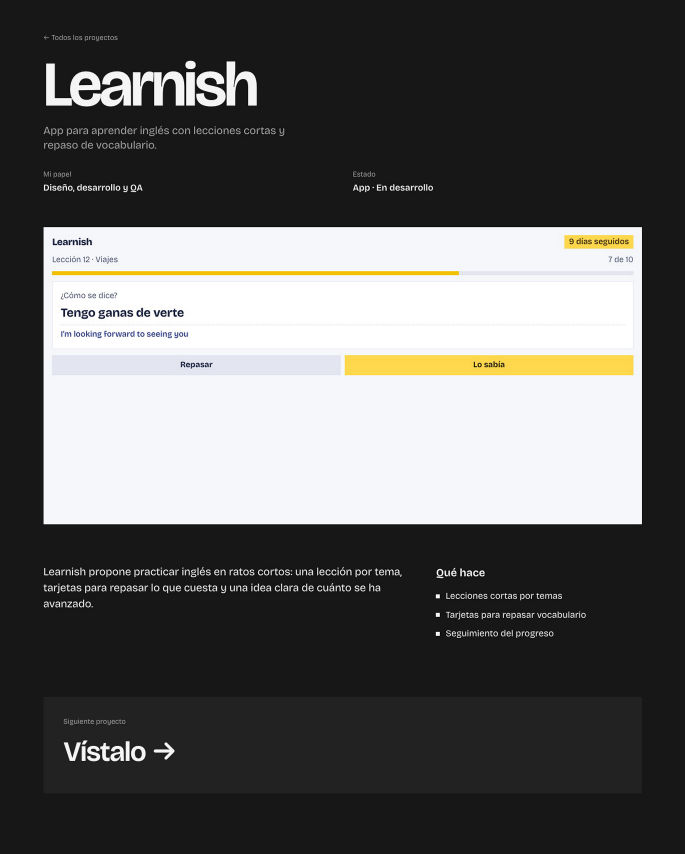 ← Todos los proyectos
Learnish
App para aprender inglés con lecciones cortas y
repaso de vocabulario.
Mi papel
Diseño, desarrollo y QA
Estado
App · En desarrollo
Learnish
9 días seguidos
Lección 12 · Viajes
7 de 10
¿Cómo se dice?
Tengo ganas de verte
I'm looking forward to seeing you
Repasar
Lo sabía
Learnish propone practicar inglés en ratos cortos: una lección por tema,
tarjetas para repasar lo que cuesta y una idea clara de cuánto se ha
avanzado.
Qué hace
Lecciones cortas por temas
Tarjetas para repasar vocabulario
Seguimiento del progreso
Siguiente proyecto
Vístalo →